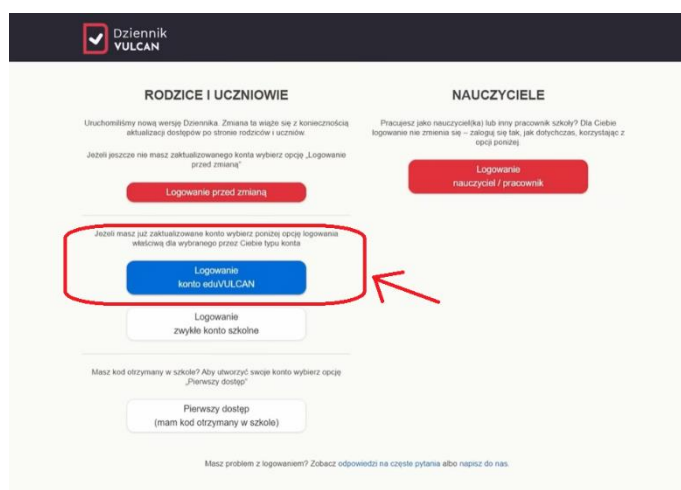 Dziennik
VULCAN
RODZICE I UCZNIOWIE
Uruchomiliśmy nową wersję Dziennika. Zmiana ta wiąże się z koniecznością
aktualizacji dostępów po stronie rodziców i uczniów.
Jeżeli jeszcze nie masz zaktualizowanego konta wybierz opcję „Logowanie
przed zmianą”
Logowanie przed zmianą
Jeżeli masz już zaktualizowane konto wybierz poniżej opcję logowania
właściwą dla wybranego przez Ciebie typu konta
Logowanie
konto eduVULCAN
Logowanie
zwykłe konto szkolne
Masz kod otrzymany w szkole? Aby utworzyć swoje konto wybierz opcję
„Pierwszy dostęp”
Pierwszy dostęp
(mam kod otrzymany w szkole)
NAUCZYCIELE
Pracujesz jako nauczyciel(ka) lub inny pracownik szkoły? Dla Ciebie
logowanie nie zmienia się – zaloguj się tak, jak dotychczas, korzystając z
opcji poniżej
Logowanie
nauczyciel / pracownik
Masz problem z logowaniem? Zobacz odpowiedzi na częste pytania albo napisz do nas.